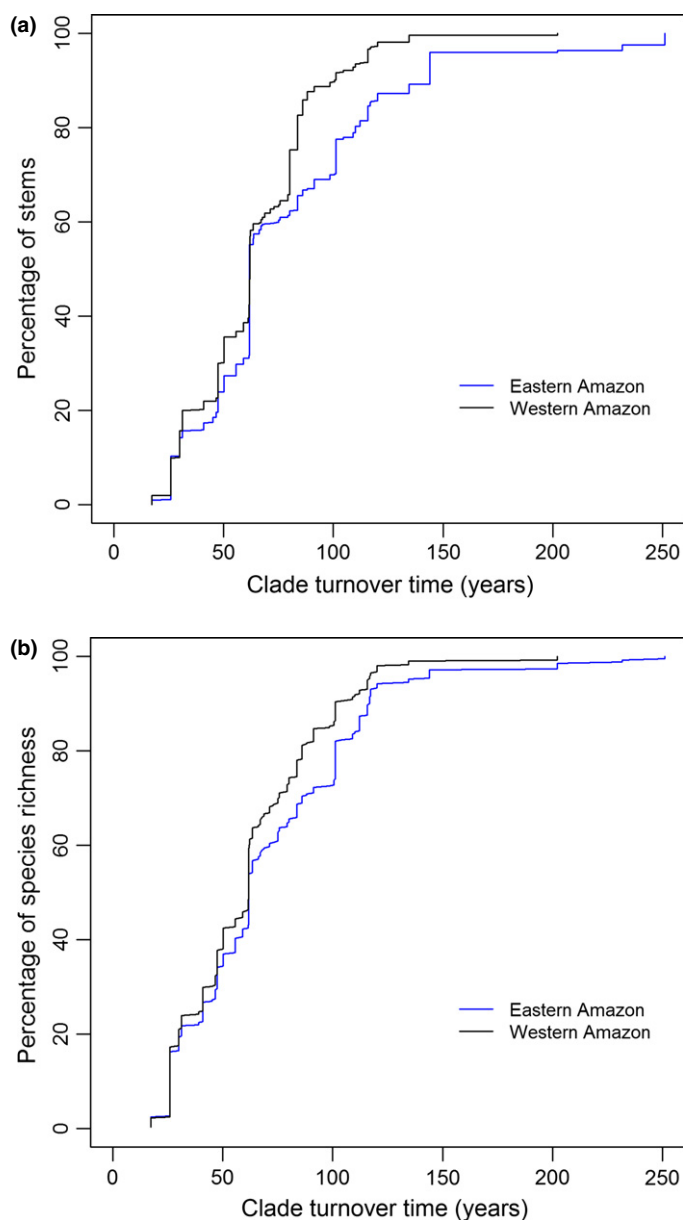 (a)
Percentage of stems
100
80
60
40
20
0
Eastern Amazon
Western Amazon
0 50 100 150 200 250
Clade turnover time (years)
(b)
Percentage of species richness
100
80
60
40
20
0
Eastern Amazon
Western Amazon
0 50 100 150 200 250
Clade turnover time (years)